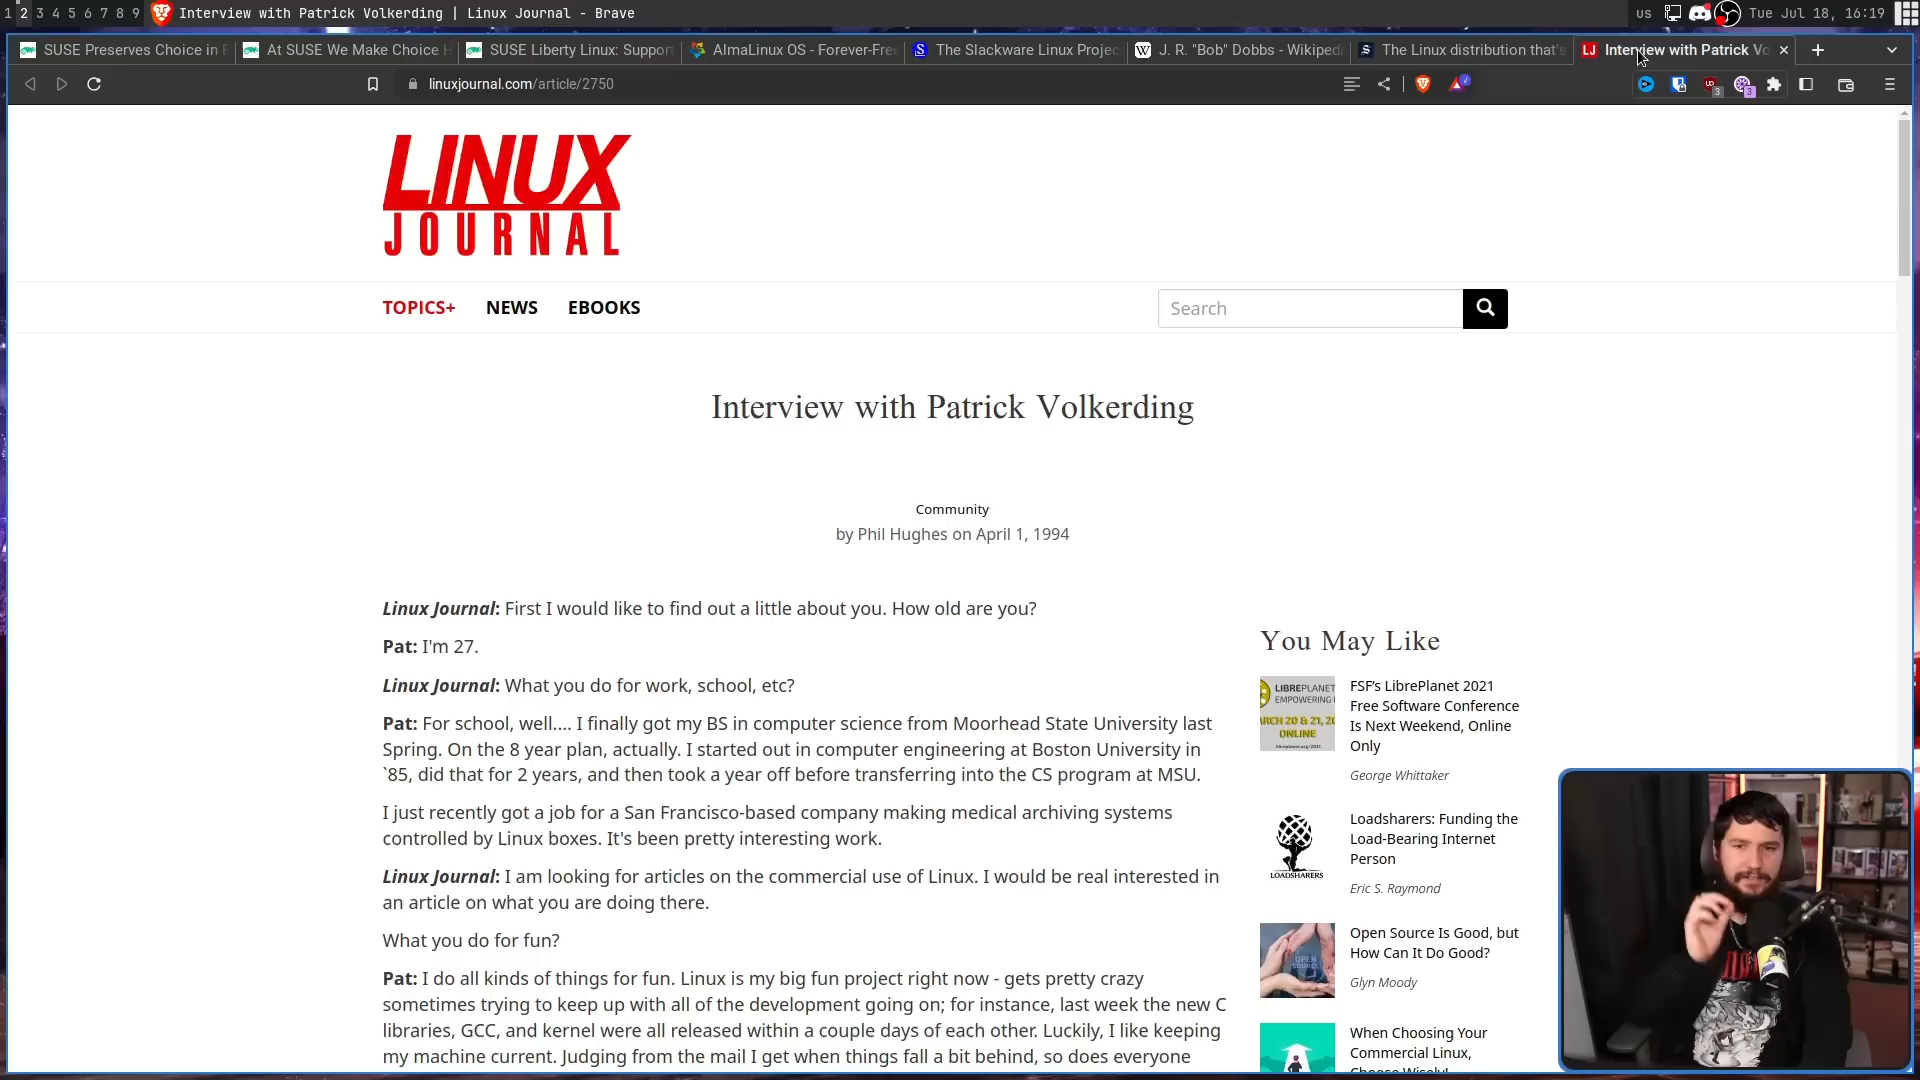 1 2 3 4 5 6 7 8 9 Interview with Patrick Volkerding | Linux Journal - Brave us Tue Jul 18, 16:19
SUSE Preserves Choice in E At SUSE We Make Choice H SUSE Liberty Linux: Suppor AlmaLinux OS - Forever-Fre The Slackware Linux Projec J. R. "Bob" Dobbs - Wikiped The Linux distribution that's Interview with Patrick Vo
linuxjournal.com/article/2750 3 3
LINUX
JOURNAL
TOPICS+ NEWS EBOOKS Search
Interview with Patrick Volkerding
Community
by Phil Hughes on April 1, 1994
Linux Journal: First I would like to find out a little about you. How old are you?
Pat: I'm 27.
Linux Journal: What you do for work, school, etc?
Pat: For school, well.... I finally got my BS in computer science from Moorhead State University last
Spring. On the 8 year plan, actually. I started out in computer engineering at Boston University in
`85, did that for 2 years, and then took a year off before transferring into the CS program at MSU.
I just recently got a job for a San Francisco-based company making medical archiving systems
controlled by Linux boxes. It's been pretty interesting work.
Linux Journal: I am looking for articles on the commercial use of Linux. I would be real interested in
an article on what you are doing there.
What you do for fun?
Pat: I do all kinds of things for fun. Linux is my big fun project right now - gets pretty crazy
sometimes trying to keep up with all of the development going on; for instance, last week the new C
libraries, GCC, and kernel were all released within a couple days of each other. Luckily, I like keeping
my machine current. Judging from the mail I get when things fall a bit behind, so does everyone
You May Like
LIBREPLANET
EMPOWERING
ARCH 20 & 21, 20
ONLINE
FSF's LibrePlanet 2021
Free Software Conference
Is Next Weekend, Online
Only
George Whittaker
LOADSHARERS
Loadsharers: Funding the
Load-Bearing Internet
Person
Eric S. Raymond
OPEN
SOURCE
Open Source Is Good, but
How Can It Do Good?
Glyn Moody
When Choosing Your
Commercial Linux,
Choose Wisely!